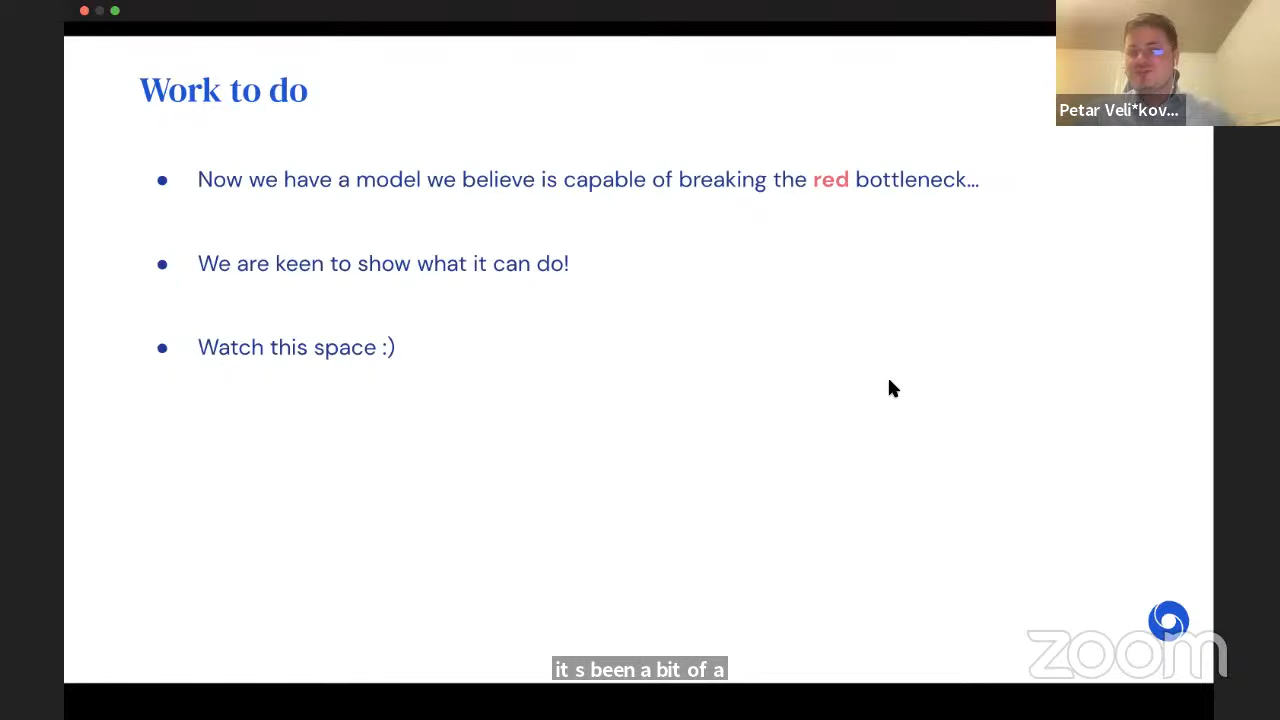 Work to do
Petar Veli*kov...
● Now we have a model we believe is capable of breaking the red bottleneck...
● We are keen to show what it can do!
● Watch this space :)
zoom
it s been a bit of a